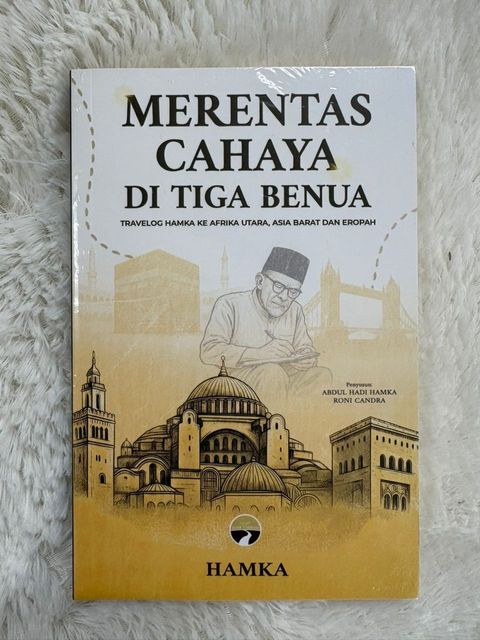 MERENTAS
CAHAYA
DI TIGA BENUA
TRAVELOG HAMKA KE AFRIKA UTARA, ASIA BARAT DAN EROPAH
Penyusun:
ABDUL HADI HAMKA
RONI CANDRA
HAMKA